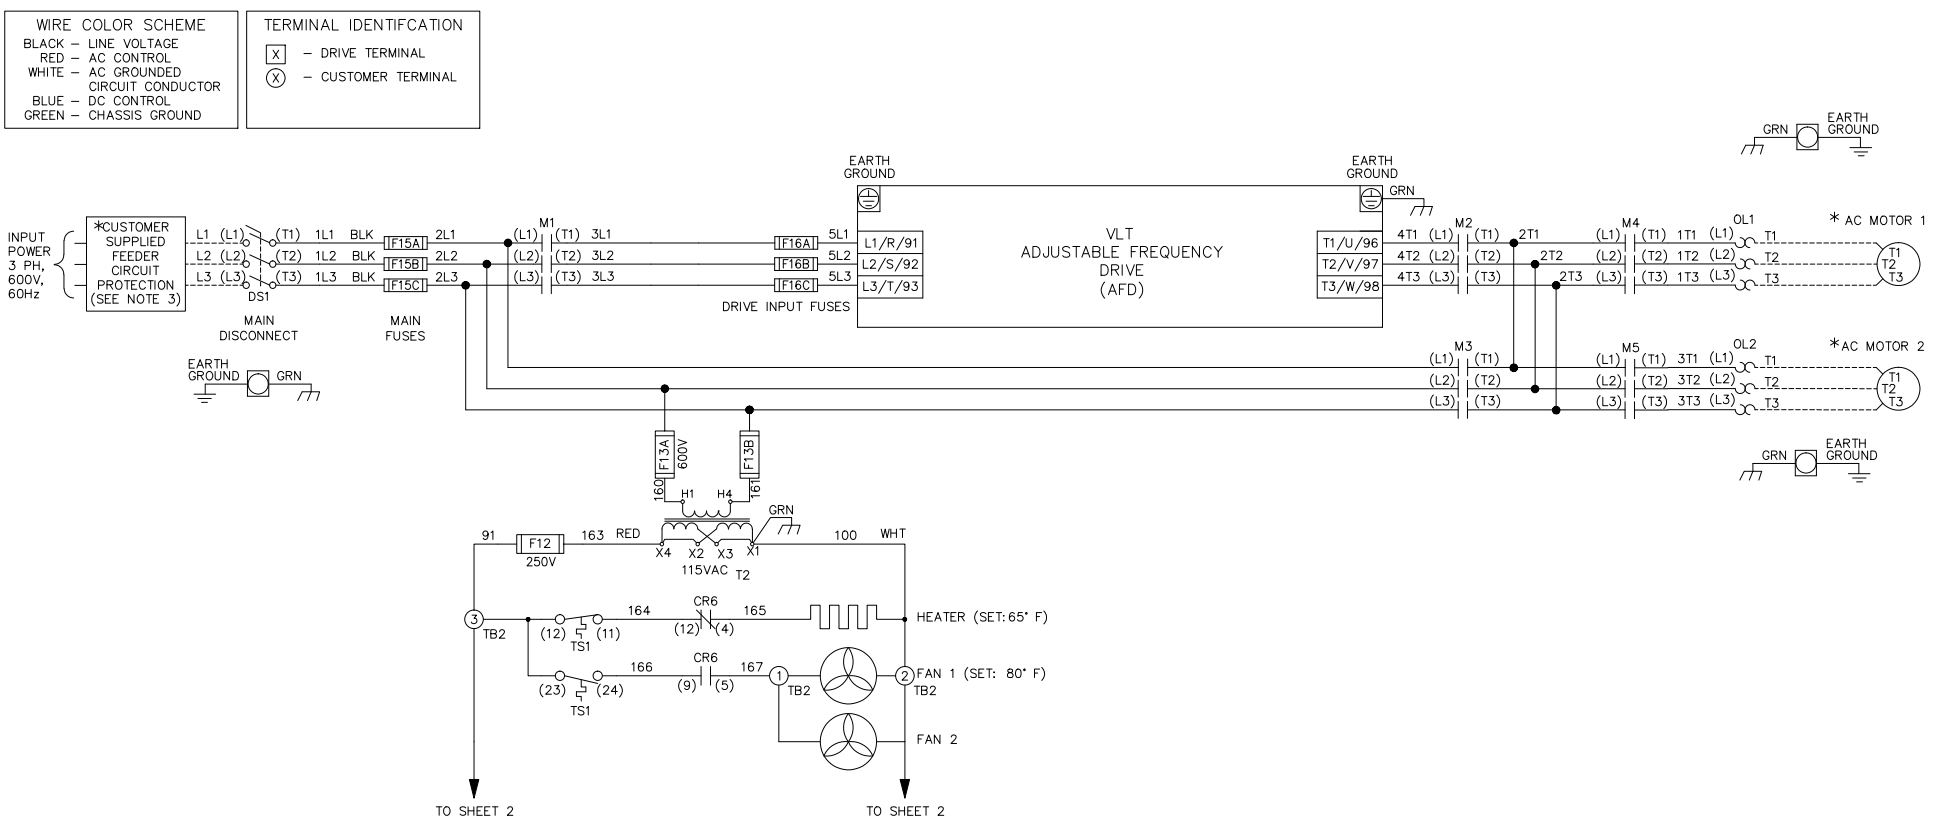 WIRE COLOR SCHEME
BLACK – LINE VOLTAGE
RED – AC CONTROL
WHITE – AC GROUNDED
CIRCUIT CONDUCTOR
BLUE – DC CONTROL
GREEN – CHASSIS GROUND
TERMINAL IDENTIFCATION
X – DRIVE TERMINAL
X – CUSTOMER TERMINAL
GRN
EARTH
GROUND
EARTH
GROUND
EARTH
GROUND
GRN
INPUT
POWER
3 PH,
600V,
60Hz
*CUSTOMER
SUPPLIED
FEEDER
CIRCUIT
PROTECTION
(SEE NOTE 3)
L1 (L1) (T1) 1L1 BLK F15A 2L1 (L1) M1 (T1) 3L1 F16A 5L1 L1/R/91
L2 (L2) (T2) 1L2 BLK F15B 2L2 (L2) (T2) 3L2 F16B 5L2 L2/S/92
L3 (L3) (T3) 1L3 BLK F15C 2L3 (L3) (T3) 3L3 F16C 5L3 L3/T/93
DS1
MAIN
DISCONNECT
MAIN
FUSES
DRIVE INPUT FUSES
VLT
ADJUSTABLE FREQUENCY
DRIVE
(AFD)
M2 M4 OL1 * AC MOTOR 1
T1/U/96 4T1 (L1) (T1) 2T1 (L1) (T1) 1T1 (L1) T1
T2/V/97 4T2 (L2) (T2) 2T2 (L2) (T2) 1T2 (L2) T2
T3/W/98 4T3 (L3) (T3) 2T3 (L3) (T3) 1T3 (L3) T3
T1
T2
T3
M3 M5 OL2 *AC MOTOR 2
(L1) (T1) (L1) (T1) 3T1 (L1) T1
(L2) (T2) (L2) (T2) 3T2 (L2) T2
(L3) (T3) (L3) (T3) 3T3 (L3) T3
T1
T2
T3
EARTH
GROUND
GRN
GRN
EARTH
GROUND
F13A
600V
F13B
160
H1 H4
161
GRN
91 F12 163 RED
250V
X4 X2 X3 X1
100 WHT
115VAC T2
3
TB2
(12) (11)
TS1
164
CR6
(12) (4)
165
HEATER (SET:65° F)
(23) (24)
TS1
166
CR6
(9) (5)
167
1
TB2
2
TB2
FAN 1 (SET: 80° F)
FAN 2
TO SHEET 2
TO SHEET 2